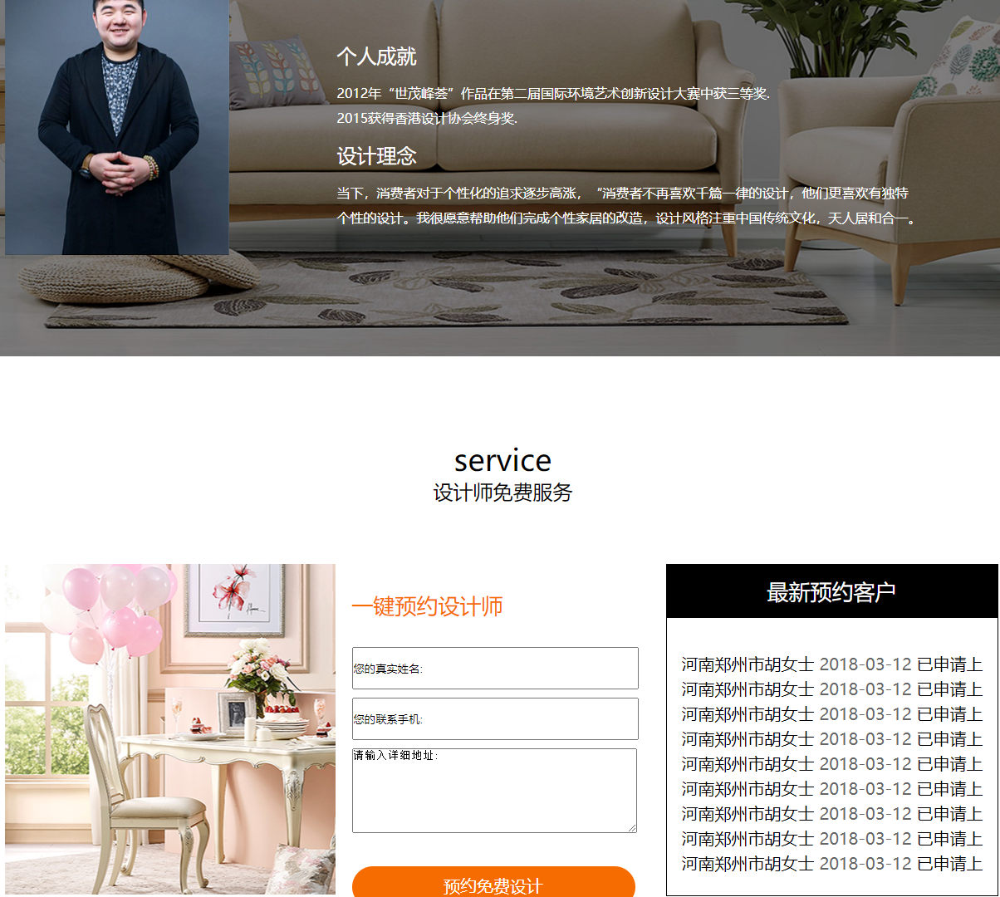 个人成就
2012年“世茂峰荟”作品在第二届国际环境艺术创新设计大赛中获三等奖.
2015获得香港设计协会终身奖.
设计理念
当下，消费者对于个性化的追求逐步高涨，“消费者不再喜欢千篇一律的设计，他们更喜欢有独特
个性的设计。我很愿意帮助他们完成个性家居的改造，设计风格注重中国传统文化，天人居和合一。
service
设计师免费服务
一键预约设计师
您的真实姓名:
您的联系手机:
请输入详细地址:
预约免费设计
最新预约客户
河南郑州市胡女士 2018-03-12 已申请上
河南郑州市胡女士 2018-03-12 已申请上
河南郑州市胡女士 2018-03-12 已申请上
河南郑州市胡女士 2018-03-12 已申请上
河南郑州市胡女士 2018-03-12 已申请上
河南郑州市胡女士 2018-03-12 已申请上
河南郑州市胡女士 2018-03-12 已申请上
河南郑州市胡女士 2018-03-12 已申请上
河南郑州市胡女士 2018-03-12 已申请上